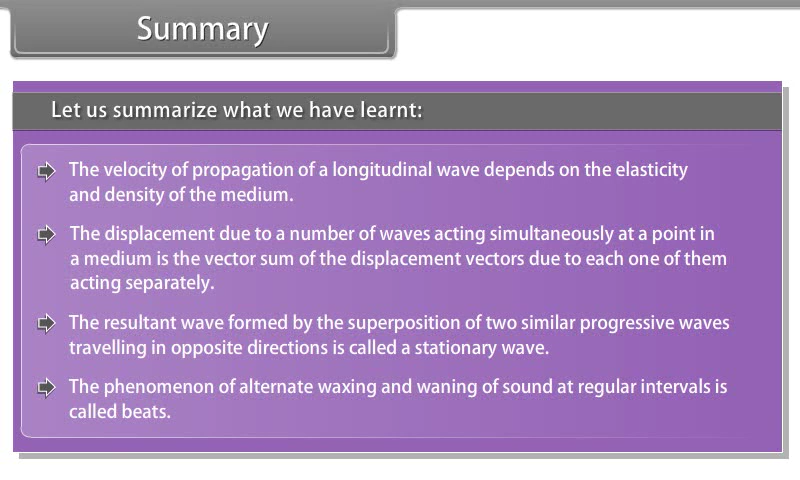 Summary
Let us summarize what we have learnt:
The velocity of propagation of a longitudinal wave depends on the elasticity
and density of the medium.
The displacement due to a number of waves acting simultaneously at a point in
a medium is the vector sum of the displacement vectors due to each one of them
acting separately.
The resultant wave formed by the superposition of two similar progressive waves
travelling in opposite directions is called a stationary wave.
The phenomenon of alternate waxing and waning of sound at regular intervals is
called beats.